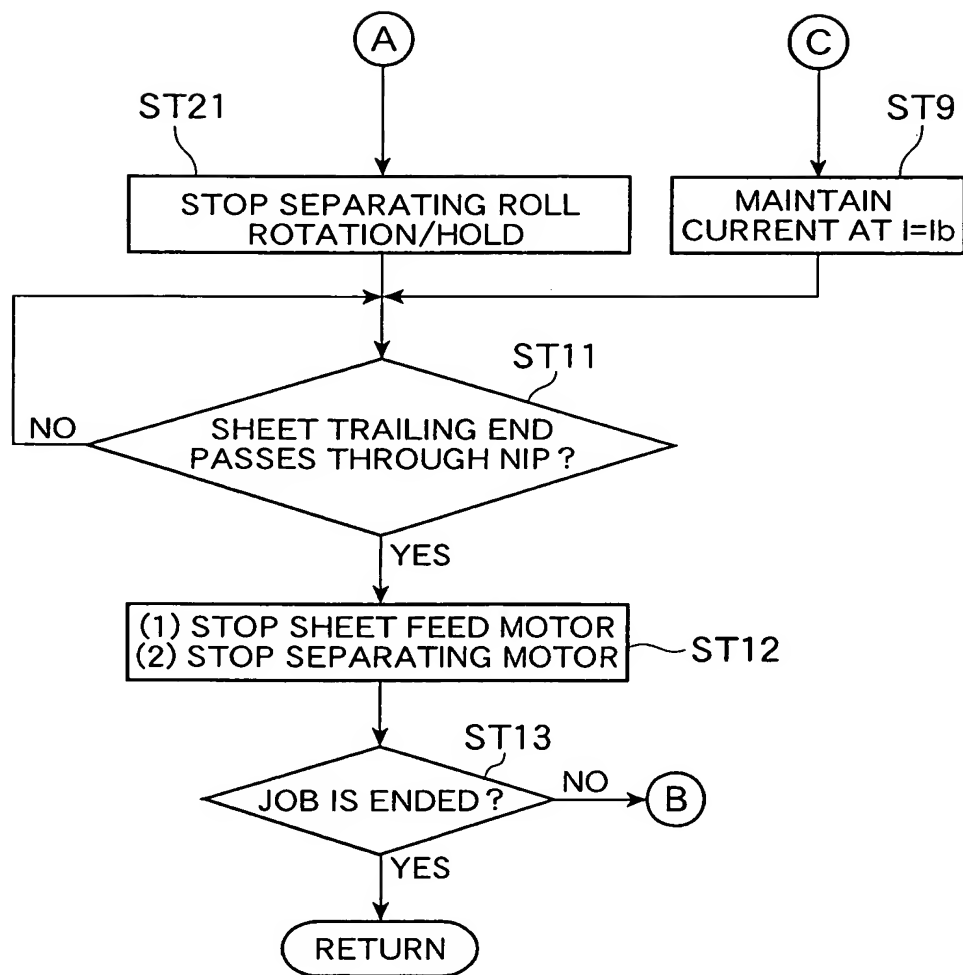 A
C
ST21
ST9
STOP SEPARATING ROLL
ROTATION/HOLD
MAINTAIN
CURRENT AT I=Ib
ST11
NO
SHEET TRAILING END
PASSES THROUGH NIP?
YES
(1) STOP SHEET FEED MOTOR
(2) STOP SEPARATING MOTOR
ST12
ST13
JOB IS ENDED?
NO
B
YES
RETURN